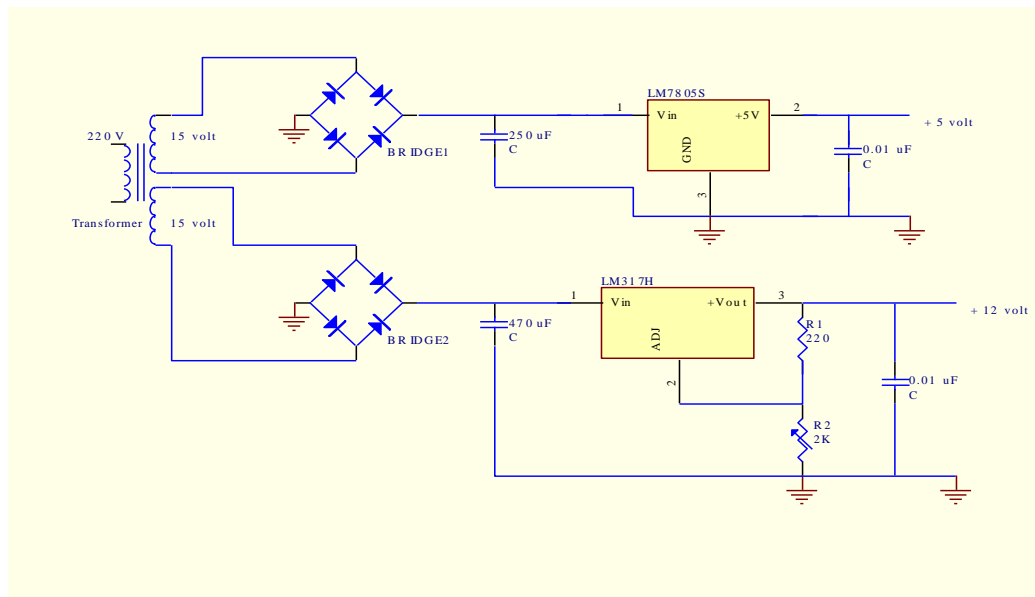 220 V
15 volt
Transformer
15 volt
BRIDGE1
250 uF
C
LM7805S
1
Vin
+5V
2
GND
3
+ 5 volt
0.01 uF
C
BRIDGE2
470 uF
C
LM317H
1
Vin
+Vout
3
ADJ
2
R1
220
R2
2K
+ 12 volt
0.01 uF
C